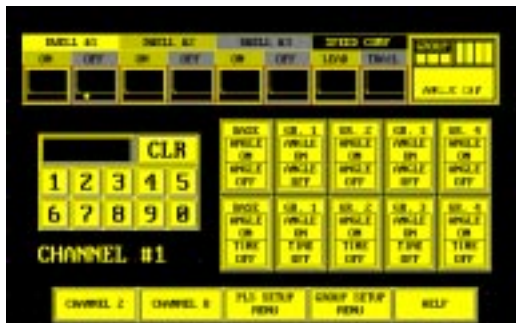 DWELL #1 DWELL #2 DWELL #3 SPEED COMP GROUP
ON OFF ON OFF ON OFF LEAD TRAIL
CLR
1 2 3 4 5
6 7 8 9 0
CHANNEL #1
BASE GR. 1 GR. 2 GR. 3 GR. 4
ANGLE ANGLE ANGLE ANGLE ANGLE
ON ON ON ON ON
ANGLE ANGLE ANGLE ANGLE ANGLE
OFF OFF OFF OFF OFF
BASE GR. 1 GR. 2 GR. 3 GR. 4
ANGLE ANGLE ANGLE ANGLE ANGLE
ON ON ON ON ON
TIME TIME TIME TIME TIME
OFF OFF OFF OFF OFF
CHANNEL 2 CHANNEL 8 PLS SETUP MENU GROUP SETUP MENU HELP